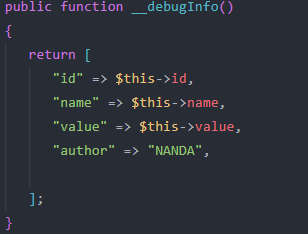 public function __debugInfo()
{
return [
"id" => $this->id,
"name" => $this->name,
"value" => $this->value,
"author" => "NANDA",
];
}